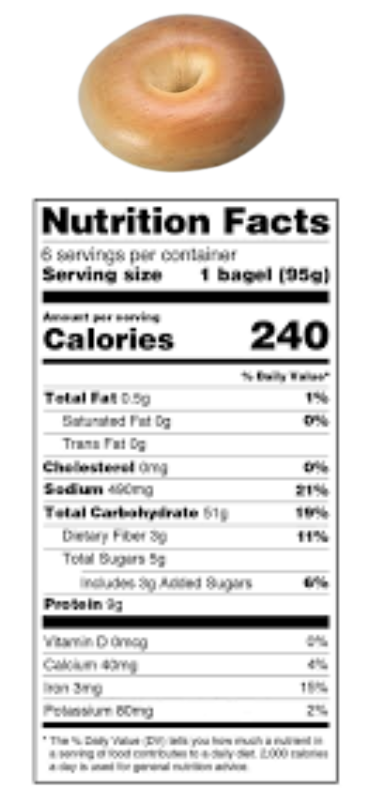 Nutrition Facts
6 servings per container
Serving size 1 bagel (95g)
Amount per serving
Calories 240
% Daily Value*
Total Fat 0.5g 1%
Saturated Fat 0g 0%
Trans Fat 0g
Cholesterol 0mg 0%
Sodium 490mg 21%
Total Carbohydrate 51g 19%
Dietary Fiber 3g 11%
Total Sugars 5g
Includes 3g Added Sugars 6%
Protein 9g
Vitamin D 0mcg 0%
Calcium 40mg 4%
Iron 3mg 15%
Potassium 80mg 2%
* The % Daily Value (DV) tells you how much a nutrient in
a serving of food contributes to a daily diet. 2,000 calories
a day is used for general nutrition advice.